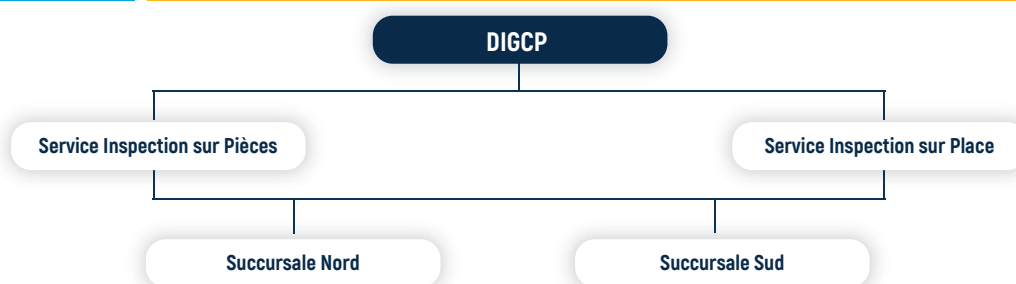 DIGCP
Service Inspection sur Pièces
Service Inspection sur Place
Succursale Nord
Succursale Sud